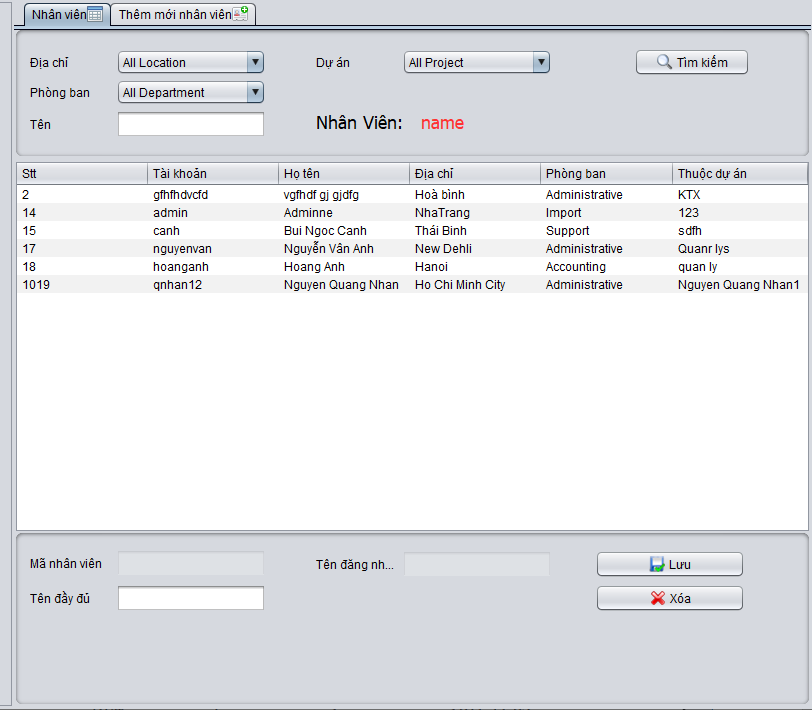 Nhân viên Thêm mới nhân viên
Địa chỉ All Location Dự án All Project Tìm kiếm
Phòng ban All Department
Tên Nhân Viên: name
Stt Tài khoản Họ tên Địa chỉ Phòng ban Thuộc dự án
2 gfhfhdvcfd vgfhdf gj gjdfg Hoà bình Administrative KTX
14 admin Adminne NhaTrang Import 123
15 canh Bui Ngoc Canh Thái Bình Support sdfh
17 nguyenvan Nguyễn Vân Anh New Dehli Administrative Quanr lys
18 hoanganh Hoang Anh Hanoi Accounting quan ly
1019 qnhan12 Nguyen Quang Nhan Ho Chi Minh City Administrative Nguyen Quang Nhan1
Mã nhân viên Tên đăng nh... Lưu
Tên đầy đủ Xóa